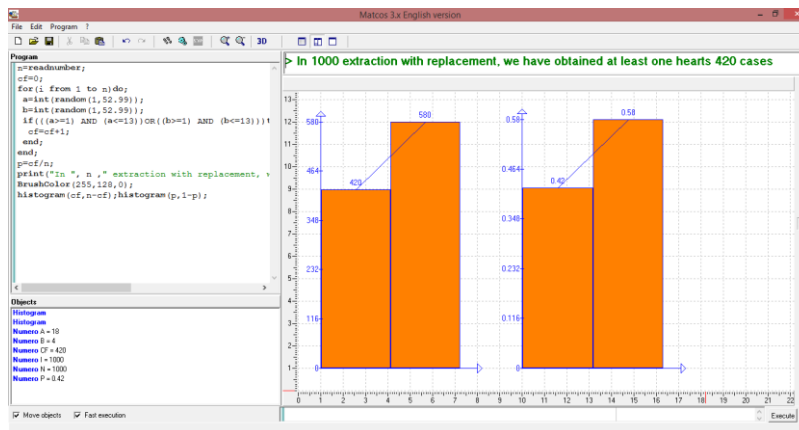 Matcos 3.x English version
File Edit Program ?
3D
Program
n=readnumber;
cf=0;
for(i from 1 to n)do;
a=int(random(1,52.99));
b=int(random(1,52.99));
if(((a>=1) AND (a<=13))OR((b>=1) AND (b<=13)))t
cf=cf+1;
end;
end;
p=cf/n;
print("In ", n ," extraction with replacement, w
BrushColor(255,128,0);
histogram(cf,n-cf);histogram(p,1-p);
Objects
Histogram
Histogram
Numero A = 18
Numero B = 4
Numero CF = 420
Numero I = 1000
Numero N = 1000
Numero P = 0.42
Move objects Fast execution
> In 1000 extraction with replacement, we have obtained at least one hearts 420 cases
13
12
11
10
9
8
7
6
5
4
3
2
1
580
464
348
232
116
0
420
580
0.58
0.464
0.348
0.232
0.116
0
0.42
0.58
0 1 2 3 4 5 6 7 8 9 10 11 12 13 14 15 16 17 18 19 20 21 22
Execute